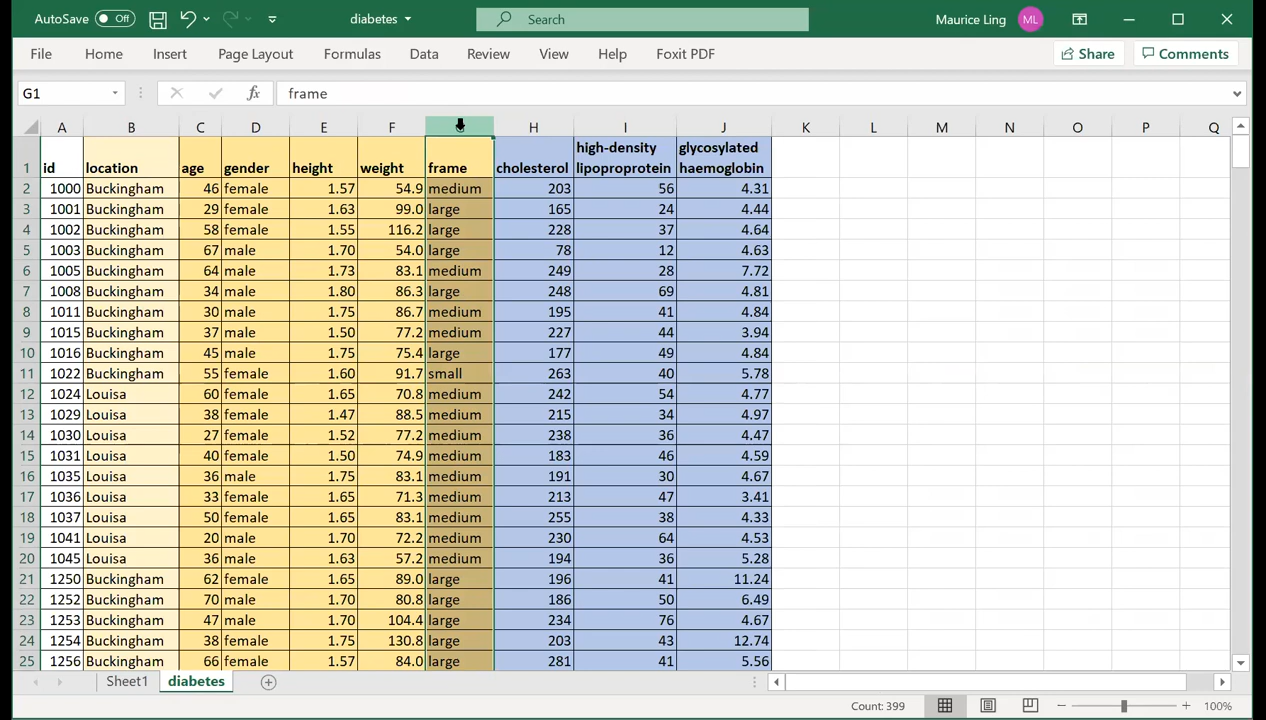 AutoSave Off diabetes Search Maurice Ling ML
File Home Insert Page Layout Formulas Data Review View Help Foxit PDF Share Comments
G1 fx frame
A B C D E F H I J K L M N O P Q
1 id location age gender height weight frame cholesterol high-density lipoproprotein glycosylated haemoglobin
2 1000 Buckingham 46 female 1.57 54.9 medium 203 56 4.31
3 1001 Buckingham 29 female 1.63 99.0 large 165 24 4.44
4 1002 Buckingham 58 female 1.55 116.2 large 228 37 4.64
5 1003 Buckingham 67 male 1.70 54.0 large 78 12 4.63
6 1005 Buckingham 64 male 1.73 83.1 medium 249 28 7.72
7 1008 Buckingham 34 male 1.80 86.3 large 248 69 4.81
8 1011 Buckingham 30 male 1.75 86.7 medium 195 41 4.84
9 1015 Buckingham 37 male 1.50 77.2 medium 227 44 3.94
10 1016 Buckingham 45 male 1.75 75.4 large 177 49 4.84
11 1022 Buckingham 55 female 1.60 91.7 small 263 40 5.78
12 1024 Louisa 60 female 1.65 70.8 medium 242 54 4.77
13 1029 Louisa 38 female 1.47 88.5 medium 215 34 4.97
14 1030 Louisa 27 female 1.52 77.2 medium 238 36 4.47
15 1031 Louisa 40 female 1.50 74.9 medium 183 46 4.59
16 1035 Louisa 36 male 1.75 83.1 medium 191 30 4.67
17 1036 Louisa 33 female 1.65 71.3 medium 213 47 3.41
18 1037 Louisa 50 female 1.65 83.1 medium 255 38 4.33
19 1041 Louisa 20 male 1.70 72.2 medium 230 64 4.53
20 1045 Louisa 36 male 1.63 57.2 medium 194 36 5.28
21 1250 Buckingham 62 female 1.65 89.0 large 196 41 11.24
22 1252 Buckingham 70 male 1.70 80.8 large 186 50 6.49
23 1253 Buckingham 47 male 1.70 104.4 large 234 76 4.67
24 1254 Buckingham 38 female 1.75 130.8 large 203 43 12.74
25 1256 Buckingham 66 female 1.57 84.0 large 281 41 5.56
Sheet1 diabetes
Count: 399 100%